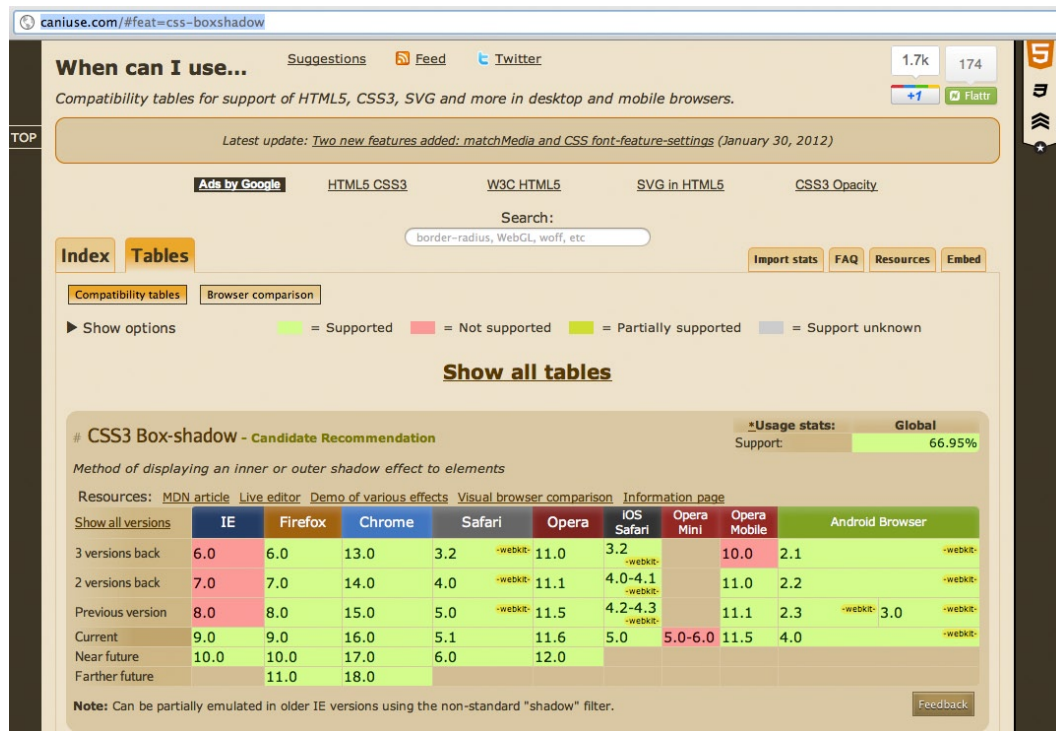 caniuse.com/#feat=css-boxshadow
When can I use... Suggestions Feed Twitter 1.7k 174
+1 Flattr
Compatibility tables for support of HTML5, CSS3, SVG and more in desktop and mobile browsers.
TOP
Latest update: Two new features added: matchMedia and CSS font-feature-settings (January 30, 2012)
Ads by Google HTML5 CSS3 W3C HTML5 SVG in HTML5 CSS3 Opacity
Search:
border-radius, WebGL, woff, etc
Index Tables Import stats FAQ Resources Embed
Compatibility tables Browser comparison
Show options = Supported = Not supported = Partially supported = Support unknown
Show all tables
# CSS3 Box-shadow - Candidate Recommendation *Usage stats: Global
Support: 66.95%
Method of displaying an inner or outer shadow effect to elements
Resources: MDN article Live editor Demo of various effects Visual browser comparison Information page
Show all versions IE Firefox Chrome Safari Opera iOS Safari Opera Mini Opera Mobile Android Browser
3 versions back 6.0 6.0 13.0 3.2 -webkit- 11.0 3.2 -webkit- 10.0 2.1 -webkit-
2 versions back 7.0 7.0 14.0 4.0 -webkit- 11.1 4.0-4.1 -webkit- 11.0 2.2 -webkit-
Previous version 8.0 8.0 15.0 5.0 -webkit- 11.5 4.2-4.3 -webkit- 11.1 2.3 -webkit- 3.0 -webkit-
Current 9.0 9.0 16.0 5.1 11.6 5.0 5.0-6.0 11.5 4.0 -webkit-
Near future 10.0 10.0 17.0 6.0 12.0
Farther future 11.0 18.0
Note: Can be partially emulated in older IE versions using the non-standard "shadow" filter.
Feedback